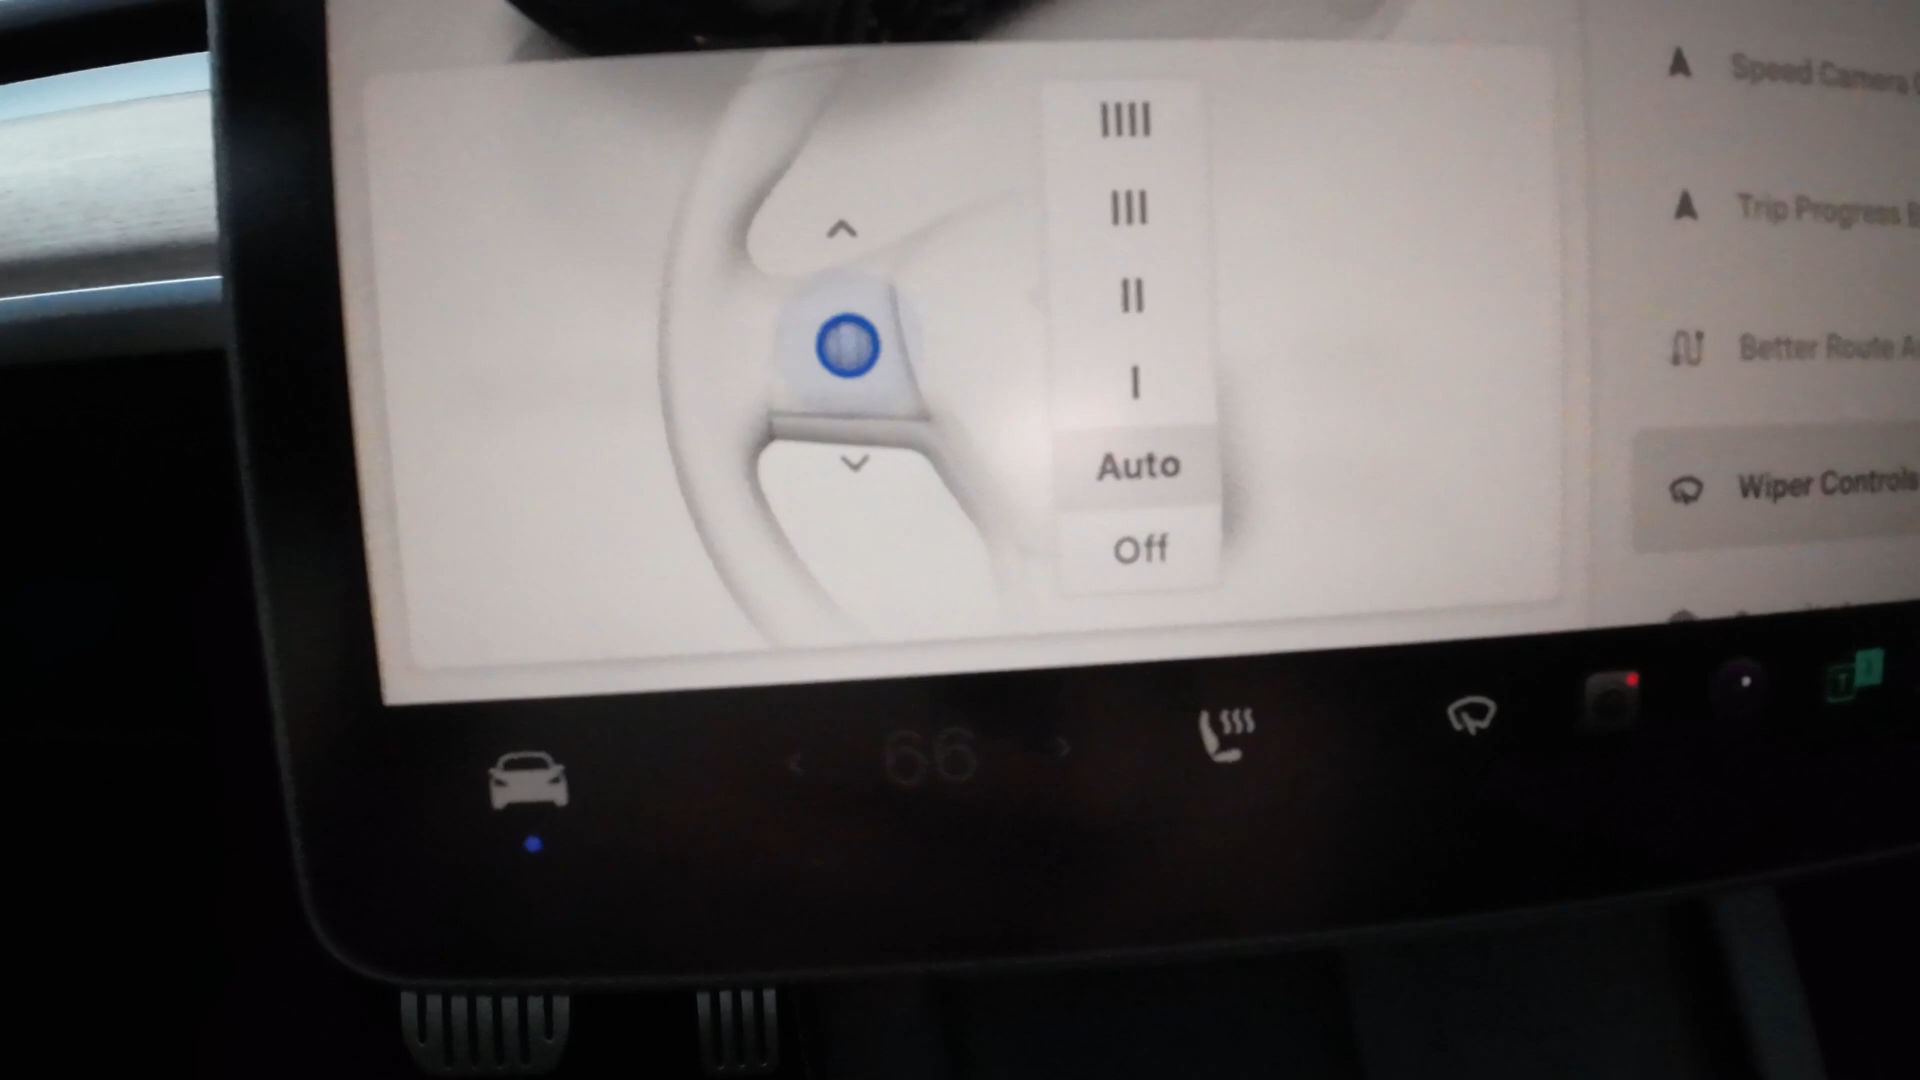 IIII
III
II
I
Auto
Off
Speed Camera
Trip Progress
Better Route
Wiper Controls
66